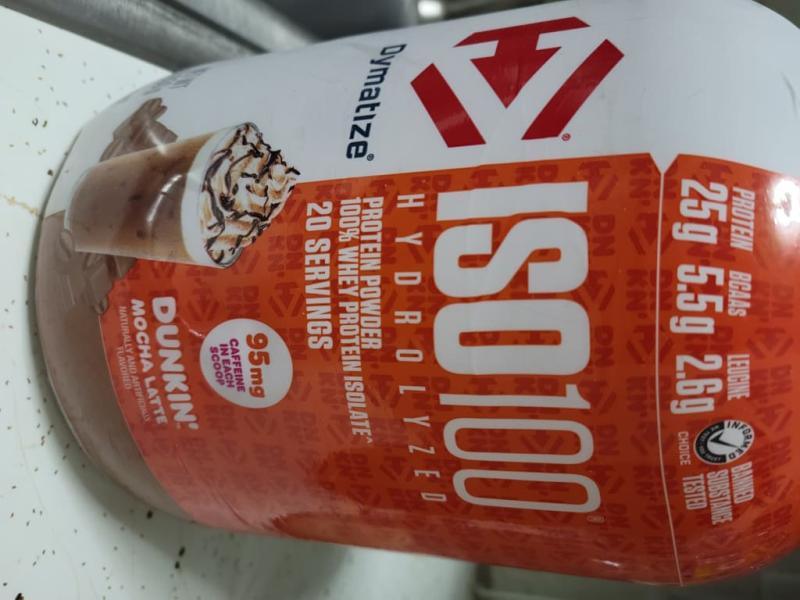 PROTEIN BCAAs LEUCINE
25g 5.5g 2.6g
INFORMED
CHOICE
BANNED
SUBSTANCE
TESTED
Dymatize®
ISO100®
HYDROLYZED
PROTEIN POWDER
100% WHEY PROTEIN ISOLATE^
20 SERVINGS
95mg
CAFFEINE
IN EACH
SCOOP
DUNKIN'
MOCHA LATTE
NATURALLY AND ARTIFICIALLY
FLAVORED